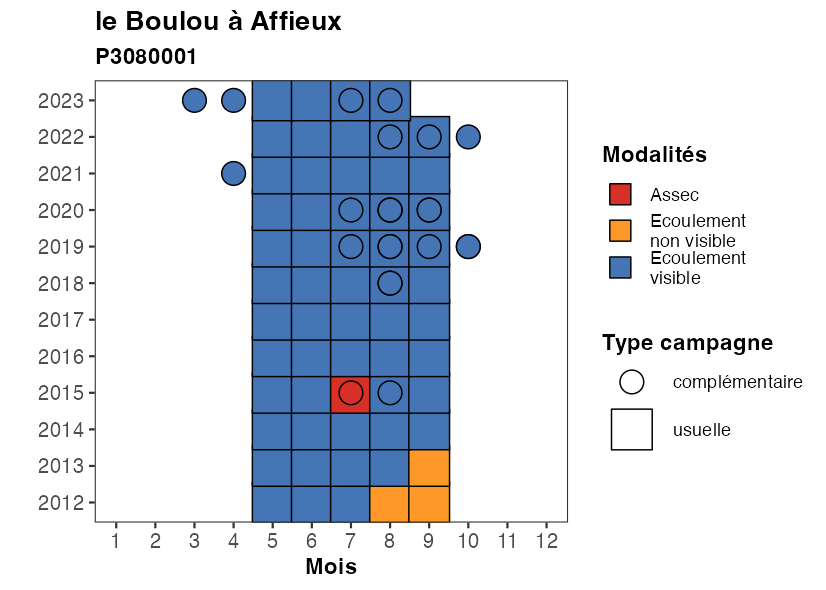 le Boulou à Affieux
P3080001
2023
2022
2021
2020
2019
2018
2017
2016
2015
2014
2013
2012
1 2 3 4 5 6 7 8 9 10 11 12
Mois
Modalités
Assec
Ecoulement
non visible
Ecoulement
visible
Type campagne
complémentaire
usuelle